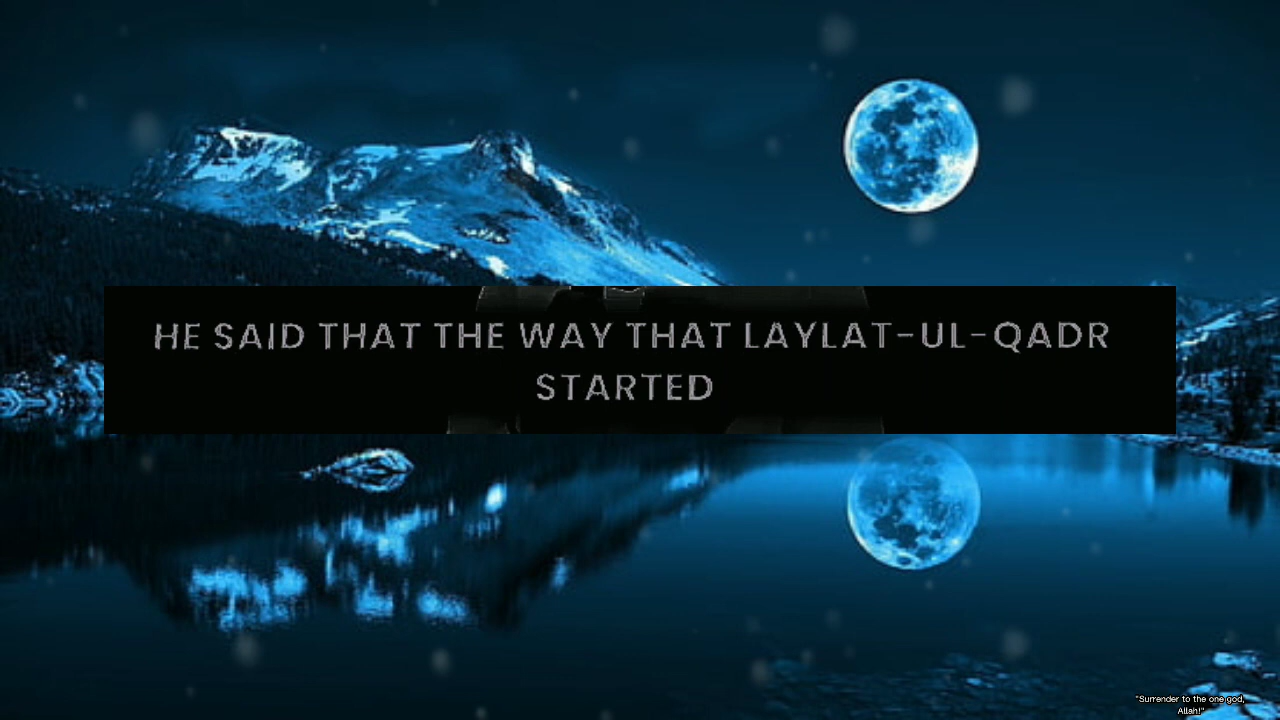 HE SAID THAT THE WAY THAT LAYLAT-UL-QADR
STARTED
"Surrender to the one god,
Allah!"